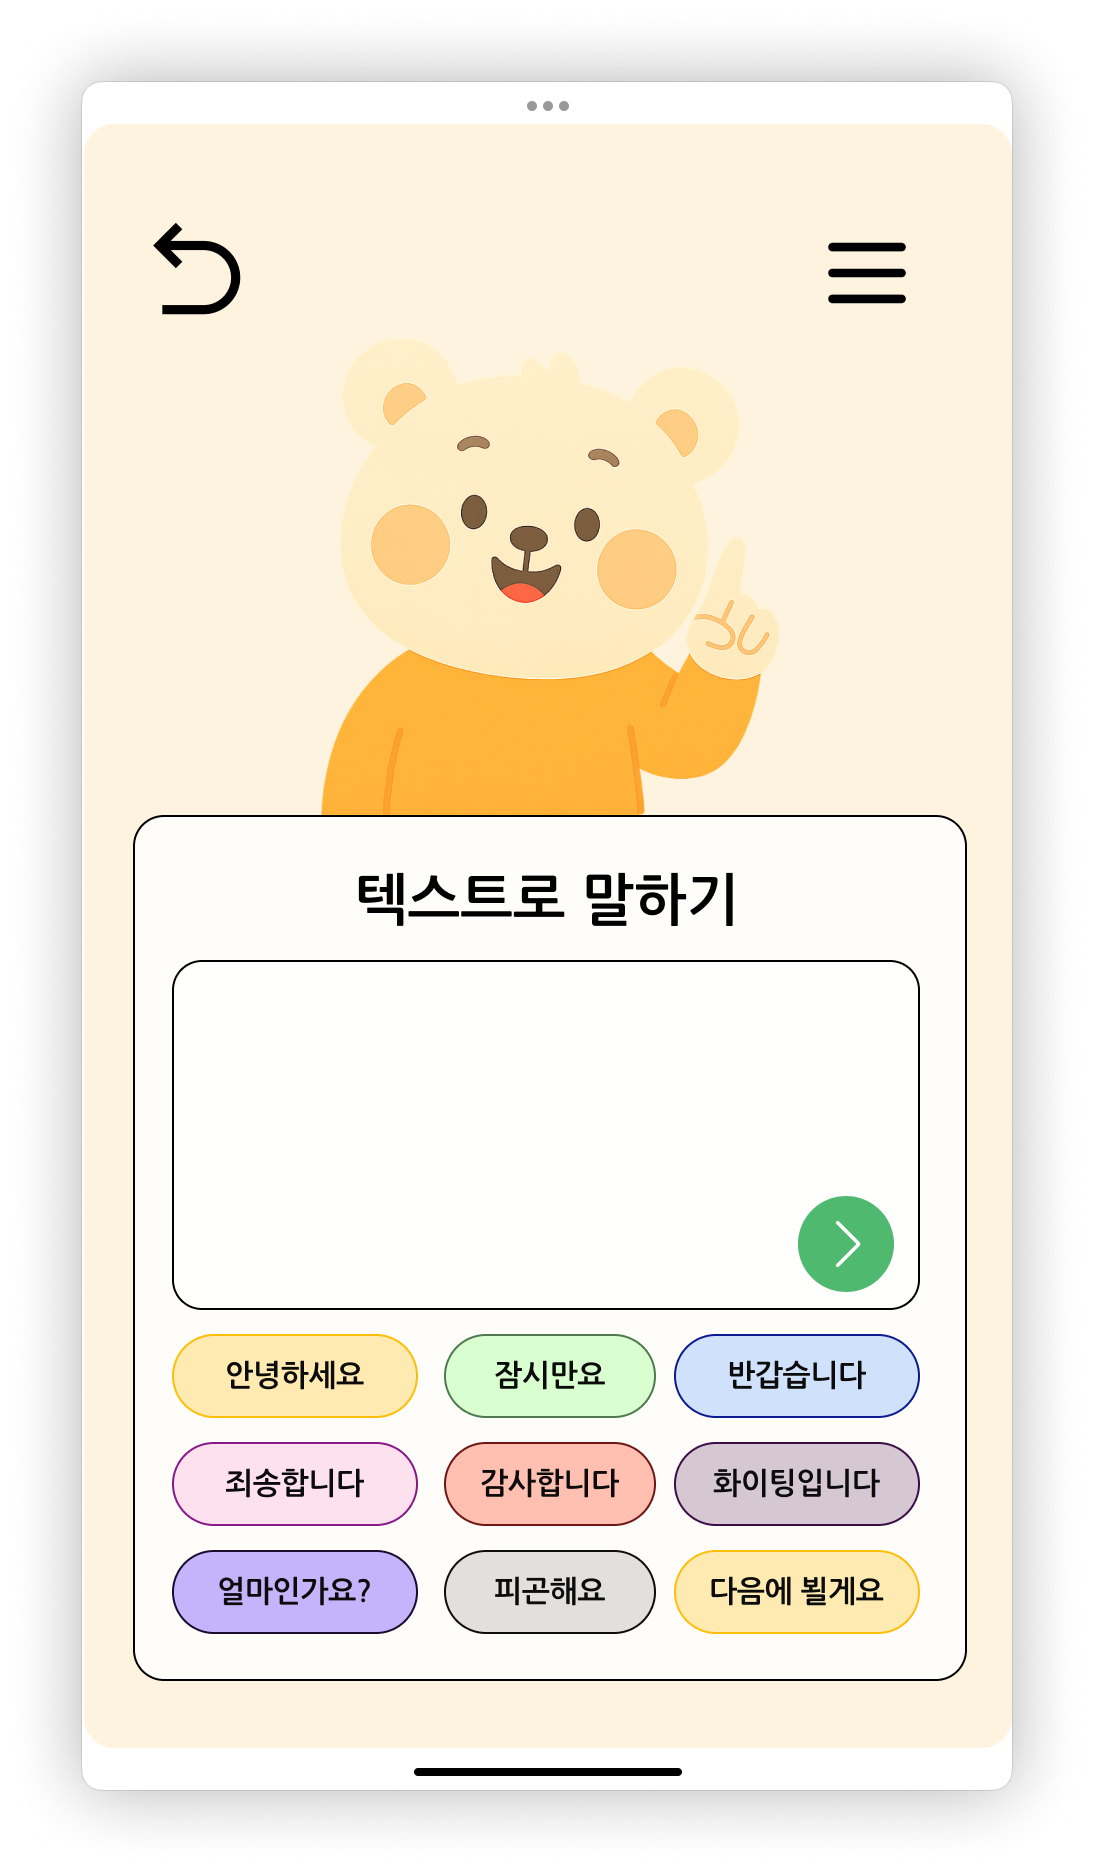 텍스트로 말하기
안녕하세요
잠시만요
반갑습니다
죄송합니다
감사합니다
화이팅입니다
얼마인가요?
피곤해요
다음에 뵐게요